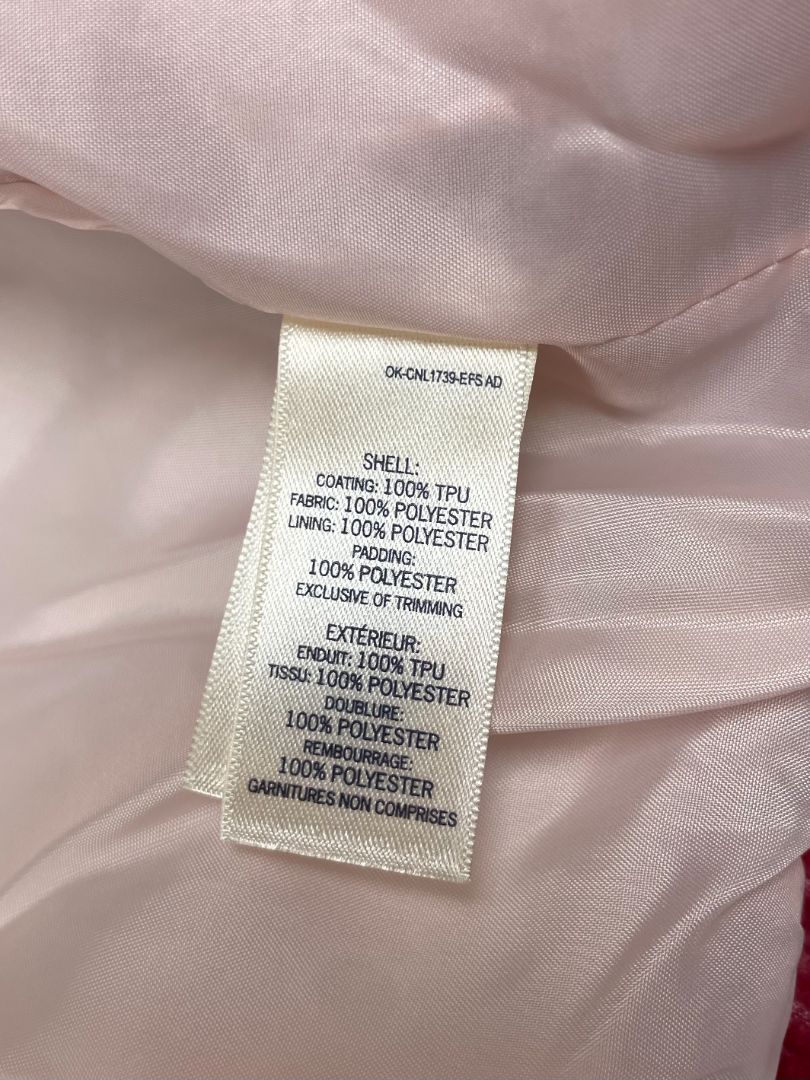 OK-CNL1739-EFS AD
SHELL:
COATING: 100% TPU
FABRIC: 100% POLYESTER
LINING: 100% POLYESTER
PADDING:
100% POLYESTER
EXCLUSIVE OF TRIMMING
EXTÉRIEUR:
ENDUIT: 100% TPU
TISSU: 100% POLYESTER
DOUBLURE:
100% POLYESTER
REMBOURRAGE:
100% POLYESTER
GARNITURES NON COMPRISES